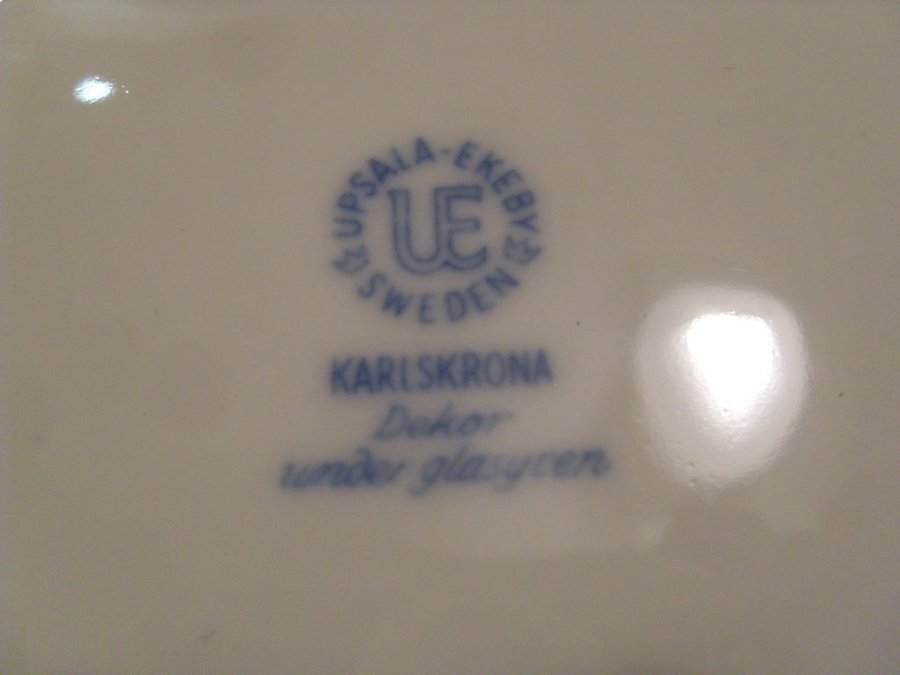 UPSALA-EKEBY
UE
SWEDEN
KARLSKRONA
Dekor
under glasyren